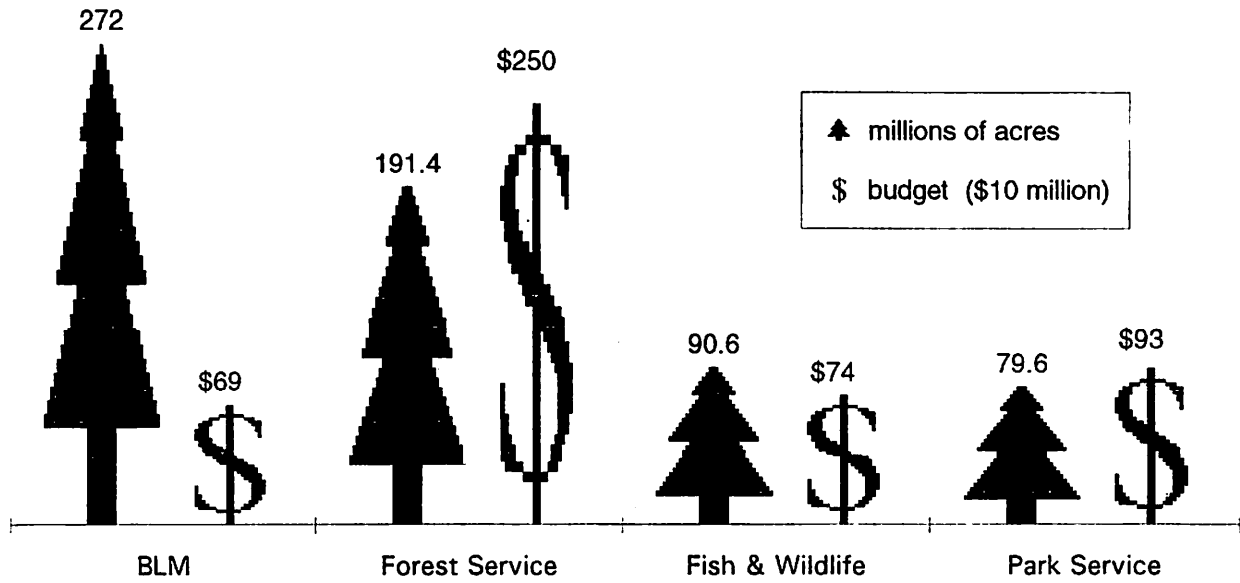 272
$250
millions of acres
191.4
$ budget ($10 million)
90.6
$93
79.6
$74
$69
BLM Forest Service Fish & Wildlife Park Service